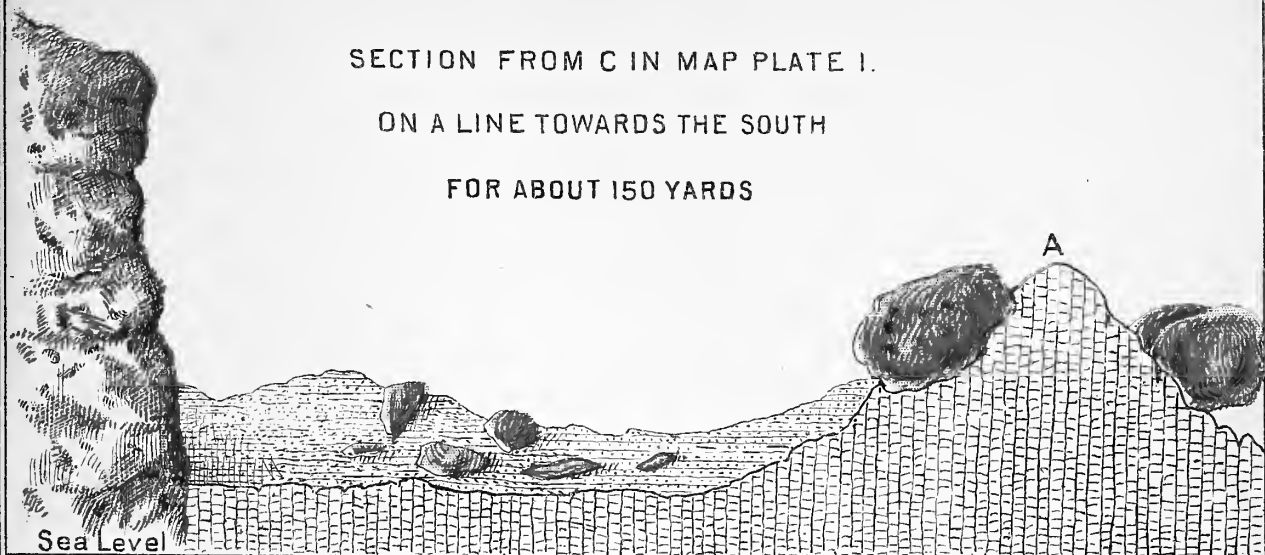 SECTION FROM C IN MAP PLATE I.
ON A LINE TOWARDS THE SOUTH
FOR ABOUT 150 YARDS
A
Sea Level